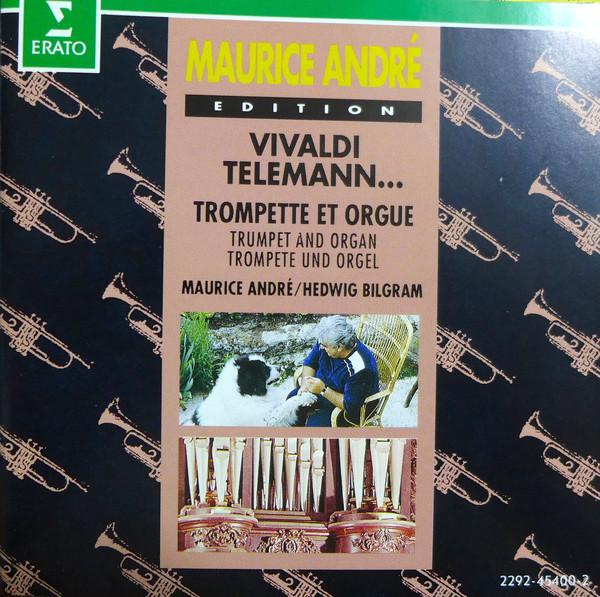 ERATO
MAURICE ANDRÉ
EDITION
VIVALDI
TELEMANN...
TROMPETTE ET ORGUE
TRUMPET AND ORGAN
TROMPETE UND ORGEL
MAURICE ANDRÉ/HEDWIG BILGRAM
2292-45400-2